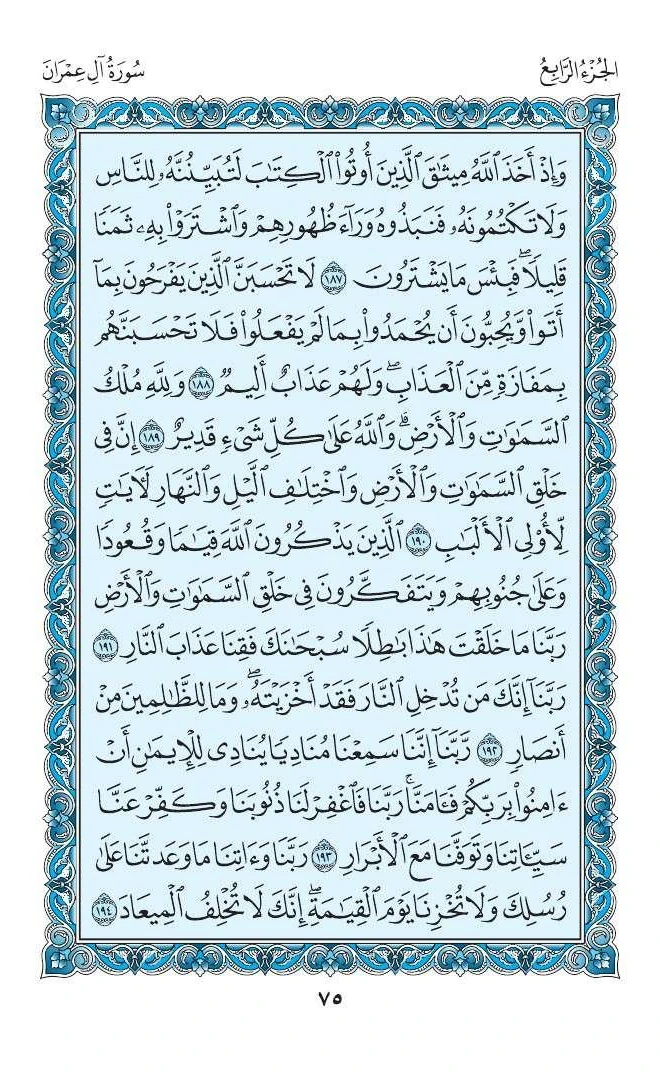 الجُزْءُ الرَّابِعُ
سُورَةُ آلِ عِمْرَانَ
وَإِذْ أَخَذَ ٱللَّهُ مِيثَٰقَ ٱلَّذِينَ أُوتُوا۟ ٱلْكِتَٰبَ لَتُبَيِّنُنَّهُۥ لِلنَّاسِ
وَلَا تَكْتُمُونَهُۥ فَنَبَذُوهُ وَرَآءَ ظُهُورِهِمْ وَٱشْتَرَوْا۟ بِهِۦ ثَمَنًا
قَلِيلًا ۖ فَبِئْسَ مَا يَشْتَرُونَ ١٨٧ لَا تَحْسَبَنَّ ٱلَّذِينَ يَفْرَحُونَ بِمَآ
أَتَوا۟ وَّيُحِبُّونَ أَن يُحْمَدُوا۟ بِمَا لَمْ يَفْعَلُوا۟ فَلَا تَحْسَبَنَّهُم
بِمَفَازَةٍ مِّنَ ٱلْعَذَابِ ۖ وَلَهُمْ عَذَابٌ أَلِيمٌ ١٨٨ وَلِلَّهِ مُلْكُ
ٱلسَّمَٰوَٰتِ وَٱلْأَرْضِ ۗ وَٱللَّهُ عَلَىٰ كُلِّ شَىْءٍ قَدِيرٌ ١٨٩ إِنَّ فِى
خَلْقِ ٱلسَّمَٰوَٰتِ وَٱلْأَرْضِ وَٱخْتِلَٰفِ ٱلَّيْلِ وَٱلنَّهَارِ لَءَايَٰتٍ
لِّأُو۟لِى ٱلْأَلْبَٰبِ ١٩٠ ٱلَّذِينَ يَذْكُرُونَ ٱللَّهَ قِيَٰمًا وَقُعُودًا
وَعَلَىٰ جُنُوبِهِمْ وَيَتَفَكَّرُونَ فِى خَلْقِ ٱلسَّمَٰوَٰتِ وَٱلْأَرْضِ
رَبَّنَا مَا خَلَقْتَ هَٰذَا بَٰطِلًا سُبْحَٰنَكَ فَقِنَا عَذَابَ ٱلنَّارِ ١٩١
رَبَّنَآ إِنَّكَ مَن تُدْخِلِ ٱلنَّارَ فَقَدْ أَخْزَيْتَهُۥ ۖ وَمَا لِلظَّٰلِمِينَ مِنْ
أَنصَارٍ ١٩٢ رَّبَّنَآ إِنَّنَا سَمِعْنَا مُنَادِيًا يُنَادِى لِلْإِيمَٰنِ أَنْ
ءَامِنُوا۟ بِرَبِّكُمْ فَـَٔامَنَّا ۚ رَبَّنَا فَٱغْفِرْ لَنَا ذُنُوبَنَا وَكَفِّرْ عَنَّا
سَيِّـَٔاتِنَا وَتَوَفَّنَا مَعَ ٱلْأَبْرَارِ ١٩٣ رَبَّنَا وَءَاتِنَا مَا وَعَدتَّنَا عَلَىٰ
رُسُلِكَ وَلَا تُخْزِنَا يَوْمَ ٱلْقِيَٰمَةِ ۗ إِنَّكَ لَا تُخْلِفُ ٱلْمِيعَادَ ١٩٤
٧٥